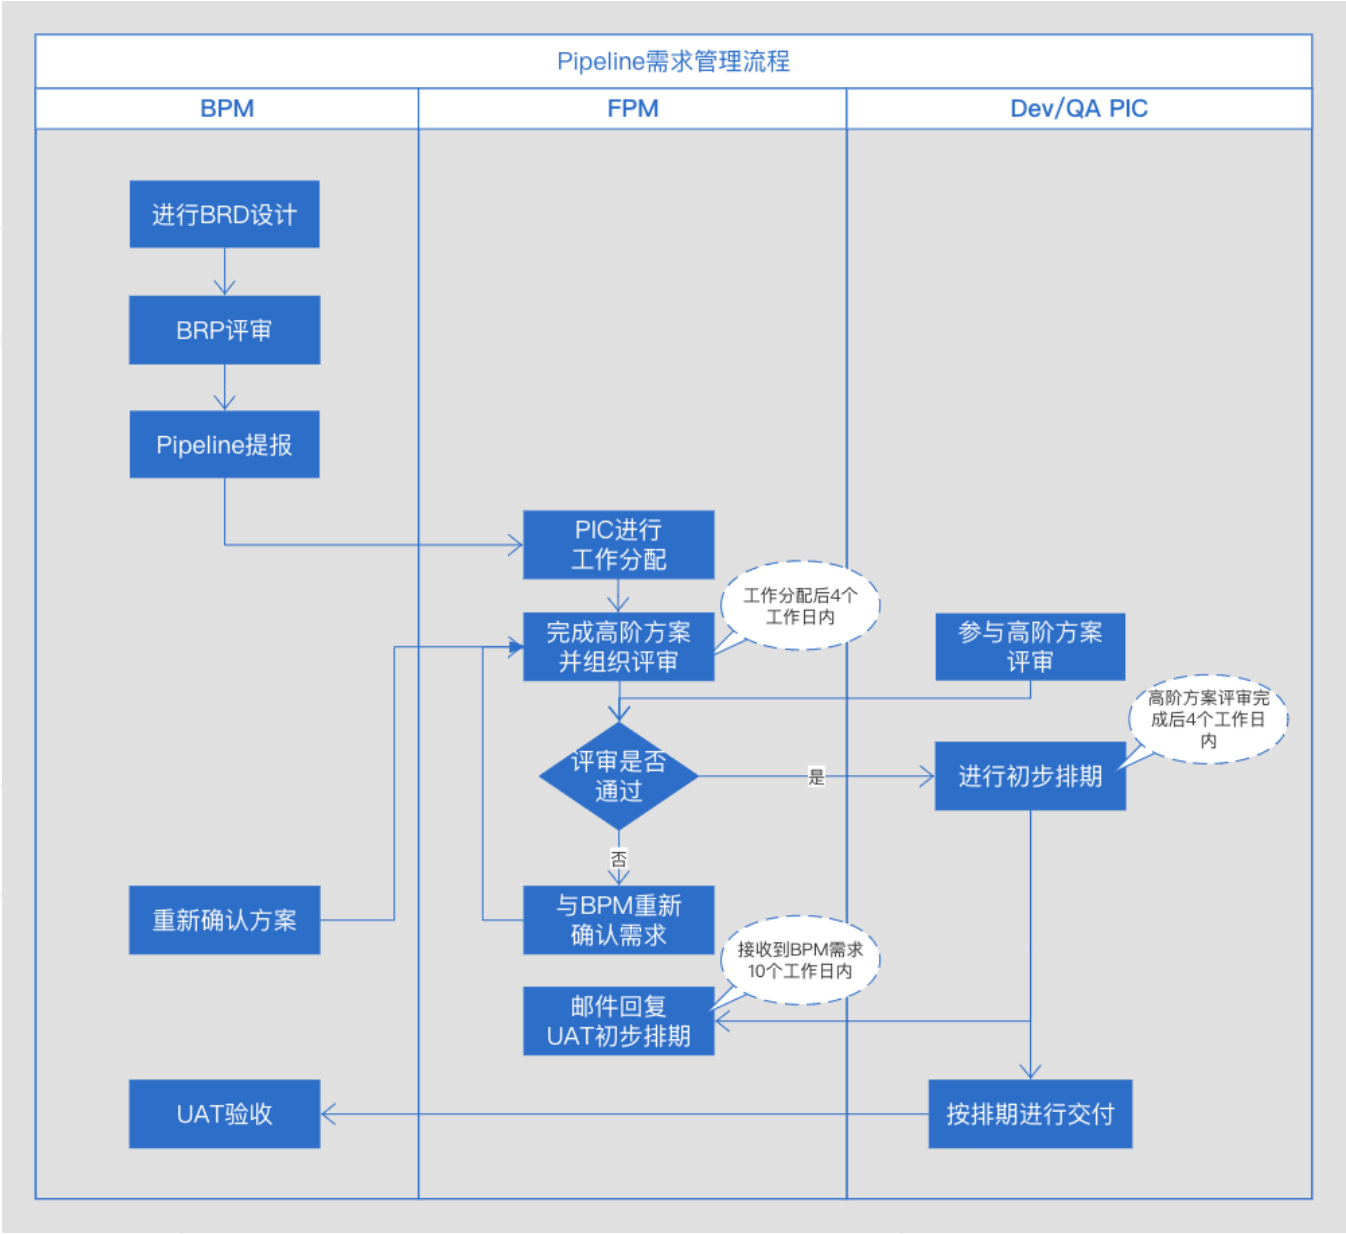 Pipeline需求管理流程
BPM
FPM
Dev/QA PIC
进行BRD设计
BRP评审
Pipeline提报
PIC进行
工作分配
工作分配后4个
工作日内
完成高阶方案
并组织评审
参与高阶方案
评审
高阶方案评审完
成后4个工作日
内
评审是否
通过
是
进行初步排期
否
重新确认方案
与BPM重新
确认需求
接收到BPM需求
10个工作日内
邮件回复
UAT初步排期
UAT验收
按排期进行交付